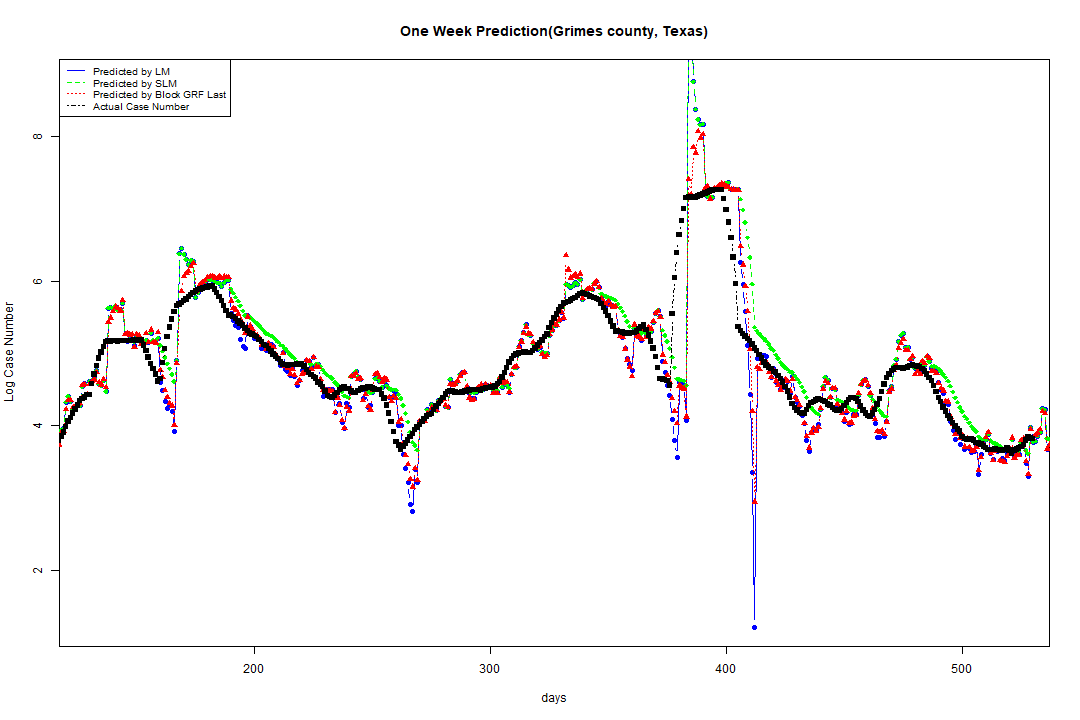 One Week Prediction(Grimes county, Texas)
Predicted by LM
Predicted by SLM
Predicted by Block GRF Last
Actual Case Number
Log Case Number
8
6
4
2
200 300 400 500
days